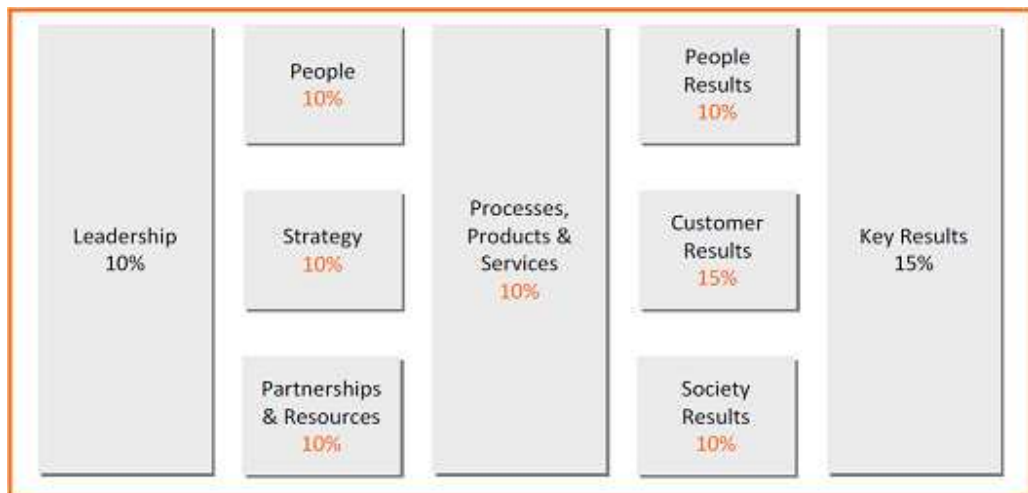 Leadership
10%
People
10%
Strategy
10%
Partnerships
& Resources
10%
Processes,
Products &
Services
10%
People
Results
10%
Customer
Results
15%
Society
Results
10%
Key Results
15%